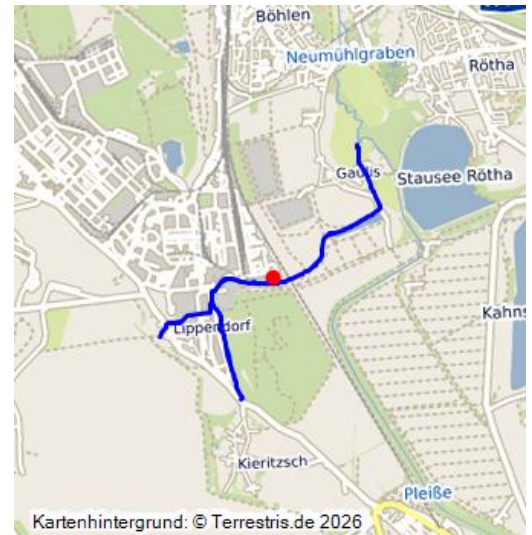 Böhlen
Neumühlgraben
Rötha
Gaulis
Stausee Rötha
Kahns
Lippendorf
Kieritzsch
Pleiße
Kartenhintergrund: © Terrestris.de 2026